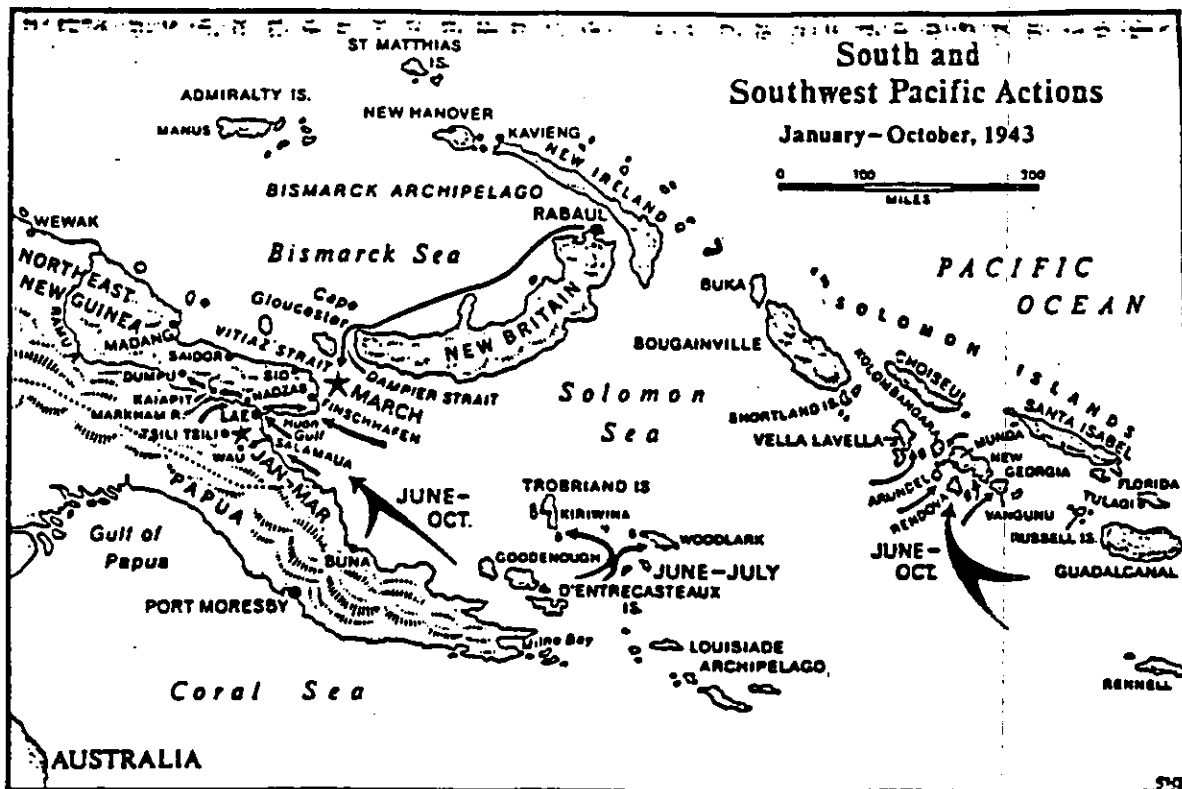 South and
Southwest Pacific Actions
January–October, 1943
0 100 300
MILES
ST MATTHIAS
IS.
ADMIRALTY IS.
MANUS
NEW HANOVER
KAVIENG
NEW IRELAND
BISMARCK ARCHIPELAGO
RABAUL
WEWAK
Bismarck Sea
NORTHEAST
NEW GUINEA
Cape
Gloucester
NEW BRITAIN
RAMU R.
MADANG
VITIAZ STRAIT
SAIDOR
SIO
DUMPU
KAIAPIT
NADZAB
MARKHAM R.
LAE
FINSCHHAFEN
DAMPIER STRAIT
MARCH
TSILI TSILI
Huon
Gulf
SALAMAUA
WAU
JAN-MAR
PAPUA
JUNE–
OCT.
Gulf of
Papua
BUNA
PORT MORESBY
Milne Bay
Coral Sea
AUSTRALIA
Solomon
Sea
TROBRIAND IS
KIRIWINA
WOODLARK
GOODENOUGH
JUNE–JULY
D'ENTRECASTEAUX
IS.
LOUISIADE
ARCHIPELAGO
PACIFIC
OCEAN
BUKA
SOLOMON ISLANDS
BOUGAINVILLE
CHOISEUL
KOLOMBANGARA
SHORTLAND IS.
SANTA ISABEL
VELLA LAVELLA
MUNDA
NEW
GEORGIA
ARUNDEL
RENDOVA
VANGUNU
FLORIDA
TULAGI
RUSSELL IS.
JUNE–
OCT.
GUADALCANAL
RENNELL